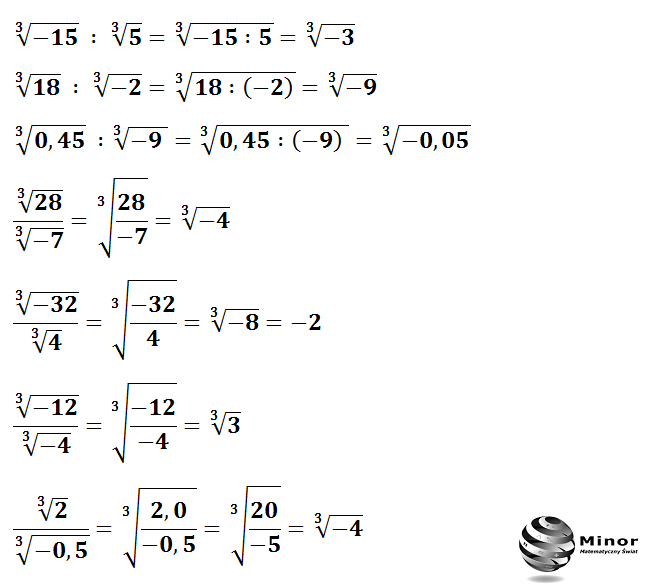 ∛−15 : ∛5 = ∛(−15 : 5) = ∛−3
∛18 : ∛−2 = ∛(18 : (−2)) = ∛−9
∛0,45 : ∛−9 = ∛(0,45 : (−9)) = ∛−0,05
∛28/∛−7 = ∛(28/−7) = ∛−4
∛−32/∛4 = ∛(−32/4) = ∛−8 = −2
∛−12/∛−4 = ∛(−12/−4) = ∛3
∛2/∛−0,5 = ∛(2,0/−0,5) = ∛(20/−5) = ∛−4
Minor
Matematyczny Świat